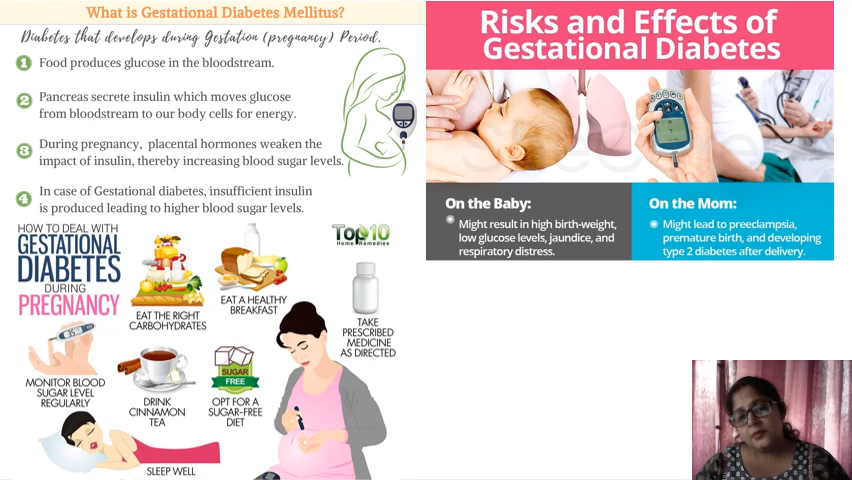 What is Gestational Diabetes Mellitus?
Diabetes that develops during Gestation (pregnancy) Period.
1 Food produces glucose in the bloodstream.
2 Pancreas secrete insulin which moves glucose
from bloodstream to our body cells for energy.
3 During pregnancy, placental hormones weaken the
impact of insulin, thereby increasing blood sugar levels.
4 In case of Gestational diabetes, insufficient insulin
is produced leading to higher blood sugar levels.
HOW TO DEAL WITH
GESTATIONAL
DIABETES
DURING
PREGNANCY
Top10
Home Remedies
EAT THE RIGHT
CARBOHYDRATES
EAT A HEALTHY
BREAKFAST
TAKE
PRESCRIBED
MEDICINE
AS DIRECTED
MONITOR BLOOD
SUGAR LEVEL
REGULARLY
DRINK
CINNAMON
TEA
SUGAR
FREE
OPT FOR A
SUGAR-FREE
DIET
SLEEP WELL
Risks and Effects of
Gestational Diabetes
On the Baby:
Might result in high birth-weight,
low glucose levels, jaundice, and
respiratory distress.
On the Mom:
Might lead to preeclampsia,
premature birth, and developing
type 2 diabetes after delivery.